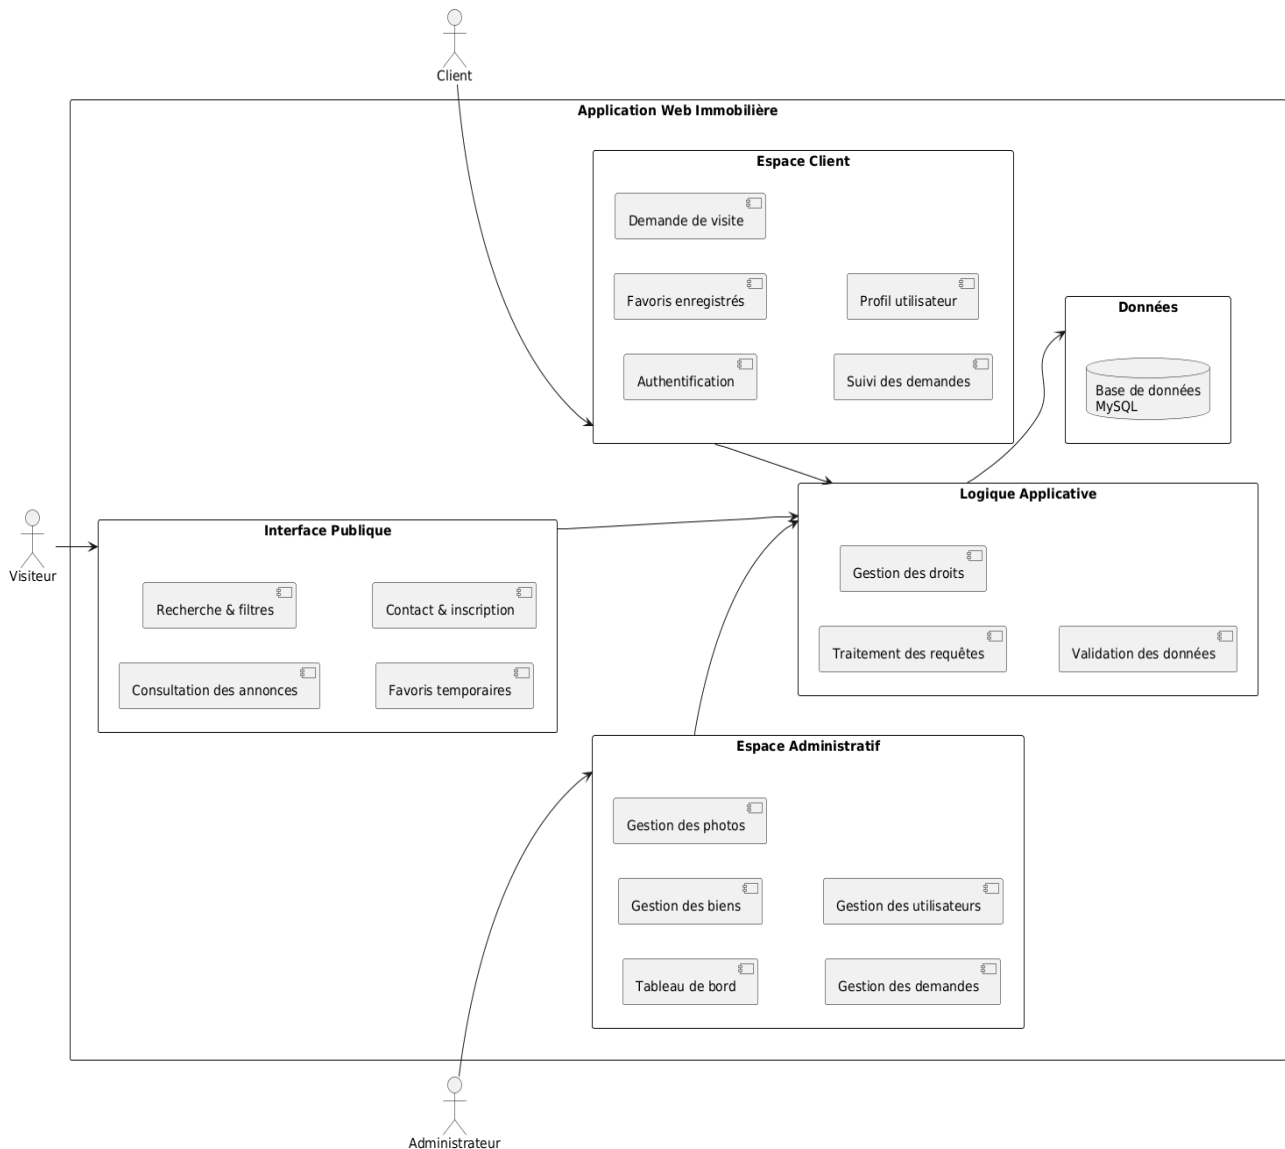 Client
Application Web Immobilière
Espace Client
Demande de visite
Favoris enregistrés
Profil utilisateur
Authentification
Suivi des demandes
Données
Base de données
MySQL
Visiteur
Interface Publique
Recherche & filtres
Contact & inscription
Consultation des annonces
Favoris temporaires
Logique Applicative
Gestion des droits
Traitement des requêtes
Validation des données
Espace Administratif
Gestion des photos
Gestion des biens
Gestion des utilisateurs
Tableau de bord
Gestion des demandes
Administrateur